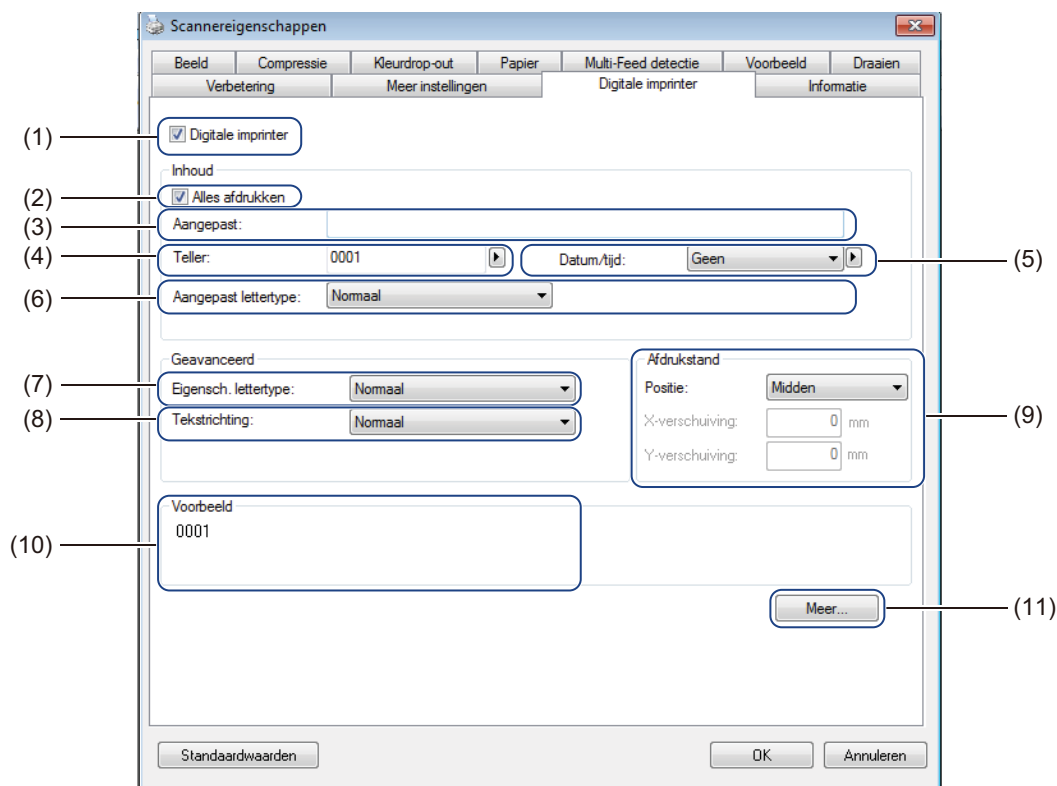 Scannereigenschappen
Beeld Compressie Kleurdrop-out Papier Multi-Feed detectie Voorbeeld Draaien
Verbetering Meer instellingen Digitale imprinter Informatie
(1) Digitale imprinter
Inhoud
(2) Alles afdrukken
(3) Aangepast:
(4) Teller: 0001 Datum/tijd: Geen (5)
(6) Aangepast lettertype: Normaal
Geavanceerd Afdrukstand
(7) Eigensch. lettertype: Normaal Positie: Midden
(8) Tekstrichting: Normaal X-verschuiving: 0 mm (9)
Y-verschuiving: 0 mm
Voorbeeld
0001
(10)
Meer... (11)
Standaardwaarden OK Annuleren